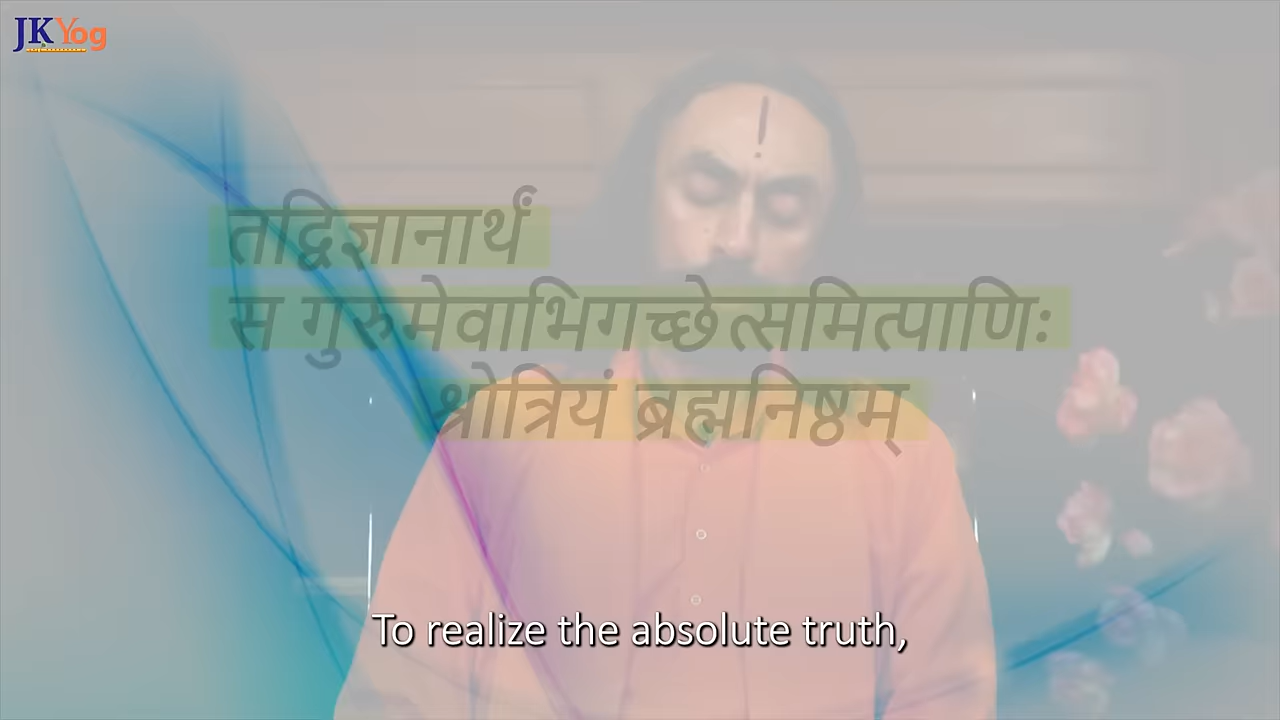 JKYog
तद्विज्ञानार्थं
स गुरुमेवाभिगच्छेत्समित्पाणिः
श्रोत्रियं ब्रह्मनिष्ठम्
To realize the absolute truth,